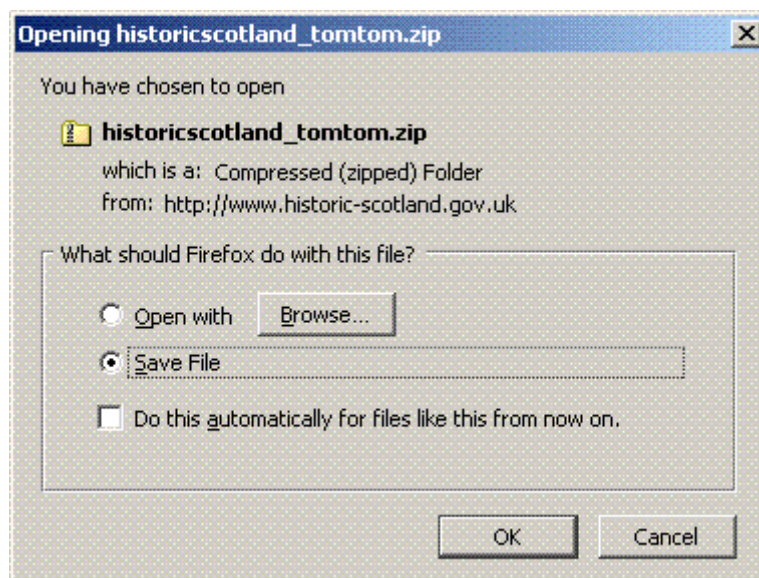 Opening historicscotland_tomtom.zip
You have chosen to open
historicscotland_tomtom.zip
which is a: Compressed (zipped) Folder
from: http://www.historic-scotland.gov.uk
What should Firefox do with this file?
Open with Browse...
Save File
Do this automatically for files like this from now on.
OK Cancel